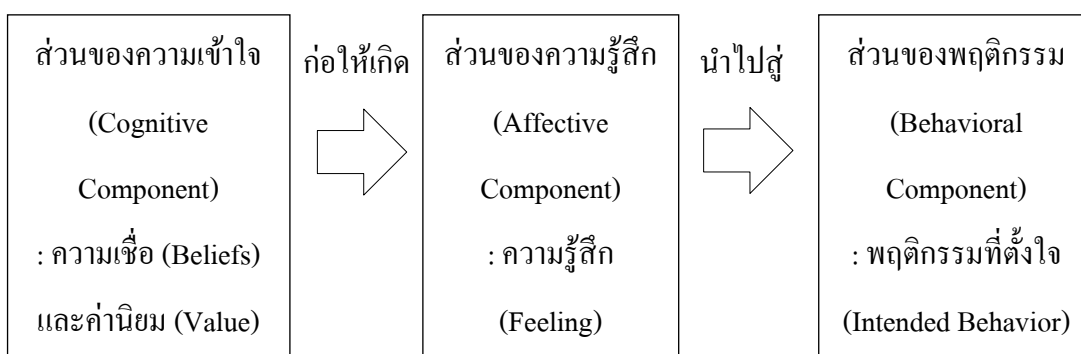 ส่วนของความเข้าใจ
(Cognitive
Component)
: ความเชื่อ (Beliefs)
และค่านิยม (Value)
ก่อให้เกิด
ส่วนของความรู้สึก
(Affective
Component)
: ความรู้สึก
(Feeling)
นำไปสู่
ส่วนของพฤติกรรม
(Behavioral
Component)
: พฤติกรรมที่ตั้งใจ
(Intended Behavior)